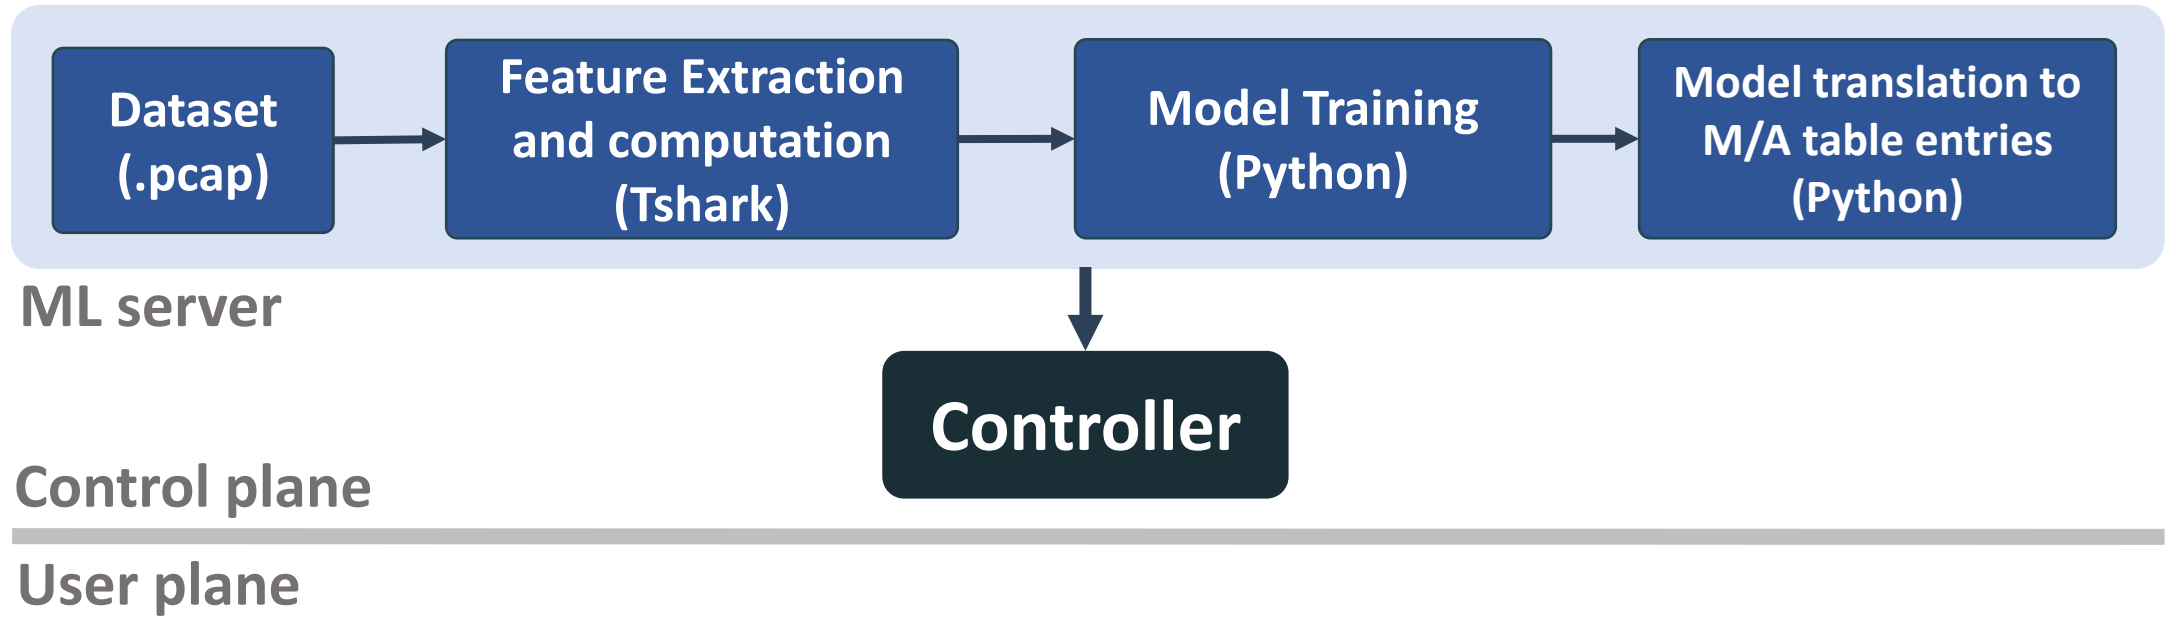 Dataset
(.pcap)
Feature Extraction
and computation
(Tshark)
Model Training
(Python)
Model translation to
M/A table entries
(Python)
ML server
Controller
Control plane
User plane